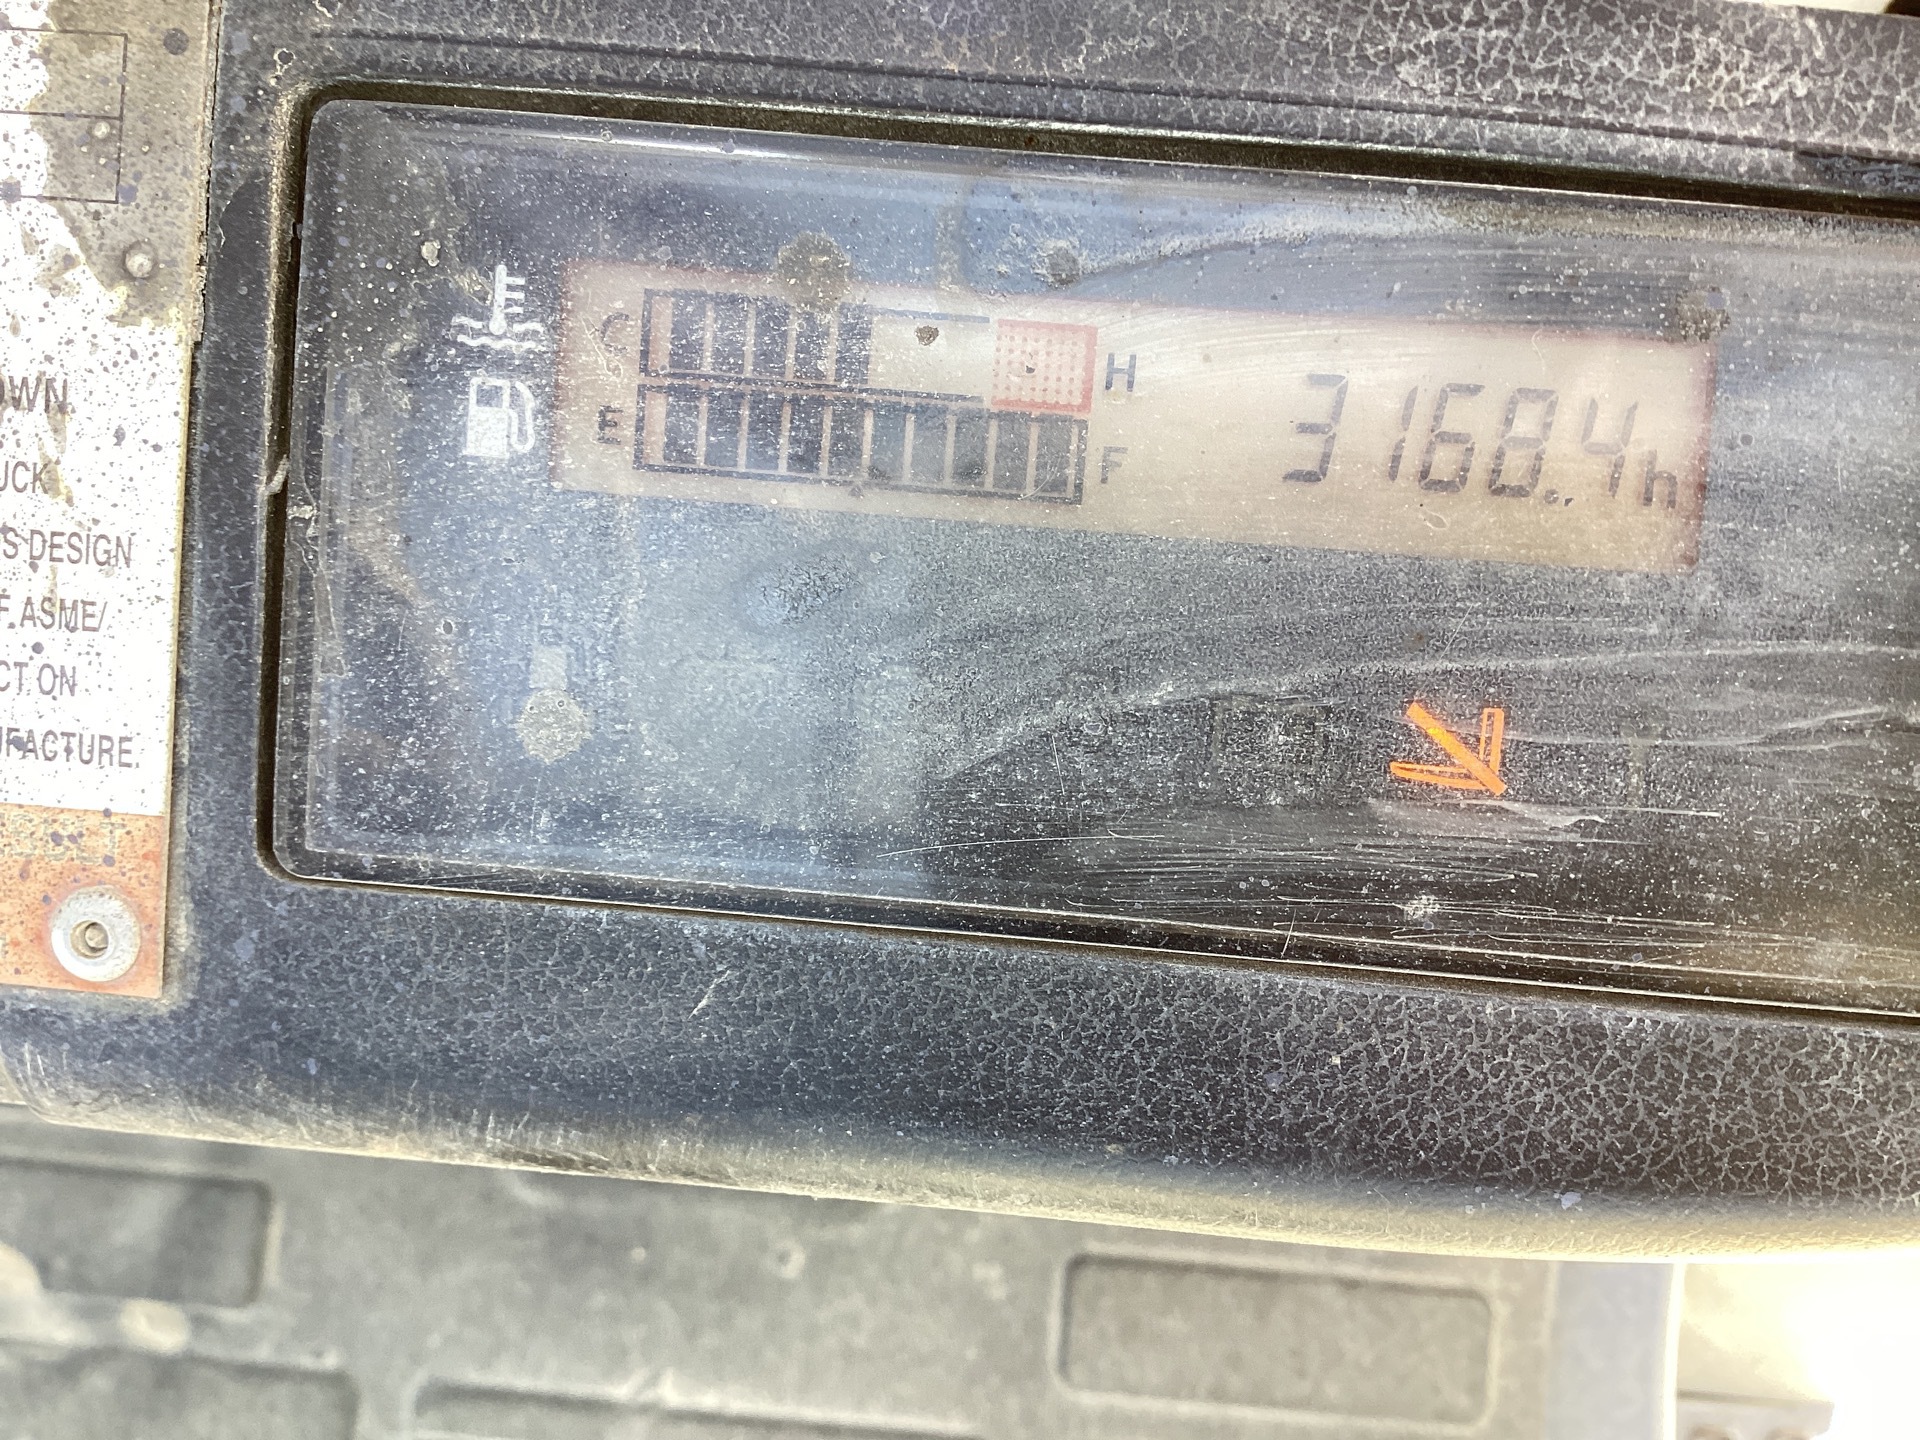 OWN
UCK
S DESIGN
F ASME/
CT ON
UFACTURE.
C
H
3168.4h
E
F